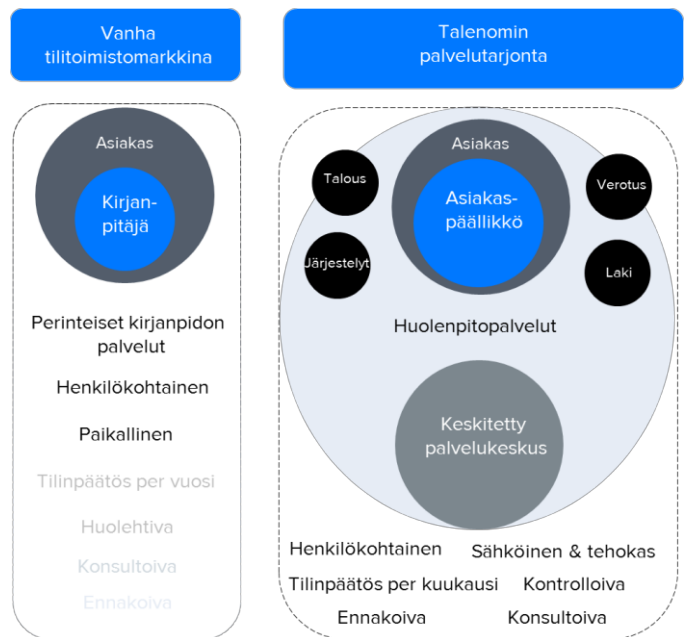 Vanha
tilitoimistomarkkina
Asiakas
Kirjan-
pitäjä
Perinteiset kirjanpidon
palvelut
Henkilökohtainen
Paikallinen
Tilinpäätös per vuosi
Huolehtiva
Konsultoiva
Ennakoiva
Talenomin
palvelutarjonta
Asiakas
Talous
Verotus
Asiakas-
päällikkö
Järjestelyt
Laki
Huolenpitopalvelut
Keskitetty
palvelukeskus
Henkilökohtainen
Sähköinen & tehokas
Tilinpäätös per kuukausi
Kontrolloiva
Ennakoiva
Konsultoiva